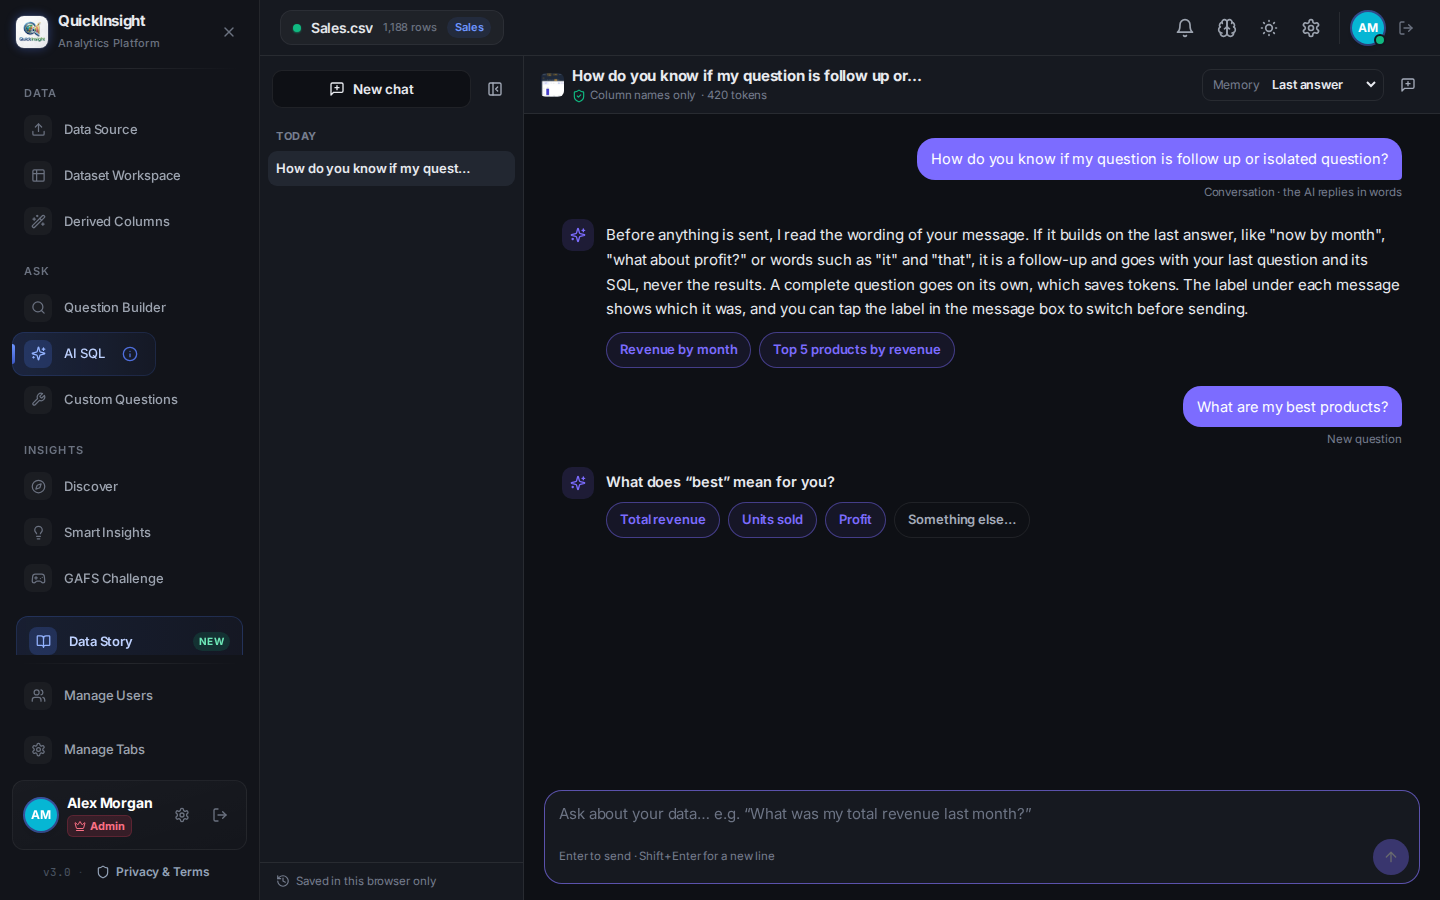 QuickInsight
Analytics Platform
DATA
Data Source
Dataset Workspace
Derived Columns
ASK
Question Builder
AI SQL
Custom Questions
INSIGHTS
Discover
Smart Insights
GAFS Challenge
Data Story NEW
Manage Users
Manage Tabs
AM Alex Morgan
Admin
v3.0 · Privacy & Terms
Sales.csv 1,188 rows Sales
AM
New chat
TODAY
How do you know if my quest...
Saved in this browser only
How do you know if my question is follow up or...
Column names only · 420 tokens
Memory Last answer
How do you know if my question is follow up or isolated question?
Conversation · the AI replies in words
Before anything is sent, I read the wording of your message. If it builds on the last answer, like "now by month",
"what about profit?" or words such as "it" and "that", it is a follow-up and goes with your last question and its
SQL, never the results. A complete question goes on its own, which saves tokens. The label under each message
shows which it was, and you can tap the label in the message box to switch before sending.
Revenue by month Top 5 products by revenue
What are my best products?
New question
What does “best” mean for you?
Total revenue Units sold Profit Something else...
Ask about your data... e.g. “What was my total revenue last month?”
Enter to send · Shift+Enter for a new line